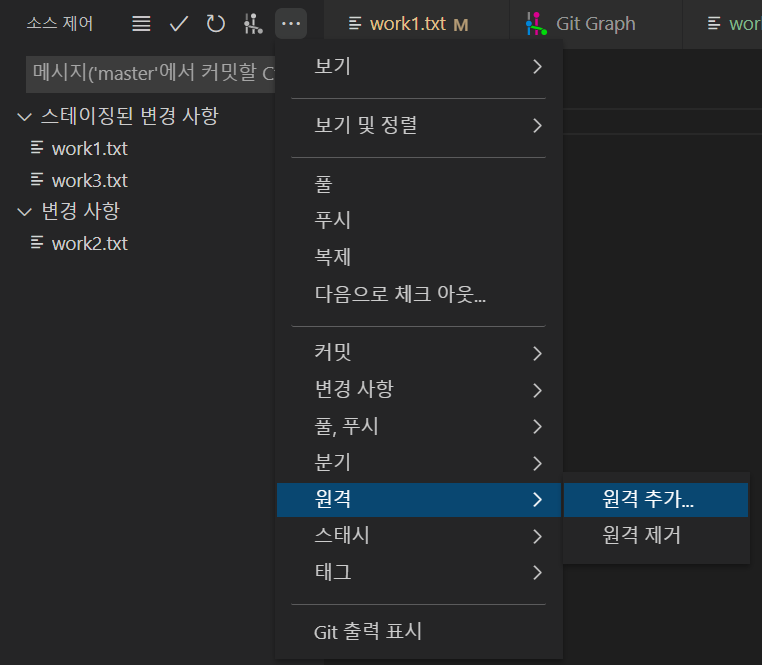 소스 제어
work1.txt M
Git Graph
wor
메시지('master'에서 커밋할 C
스테이징된 변경 사항
work1.txt
work3.txt
변경 사항
work2.txt
보기
보기 및 정렬
풀
푸시
복제
다음으로 체크 아웃...
커밋
변경 사항
풀, 푸시
분기
원격
스태시
태그
Git 출력 표시
원격 추가...
원격 제거